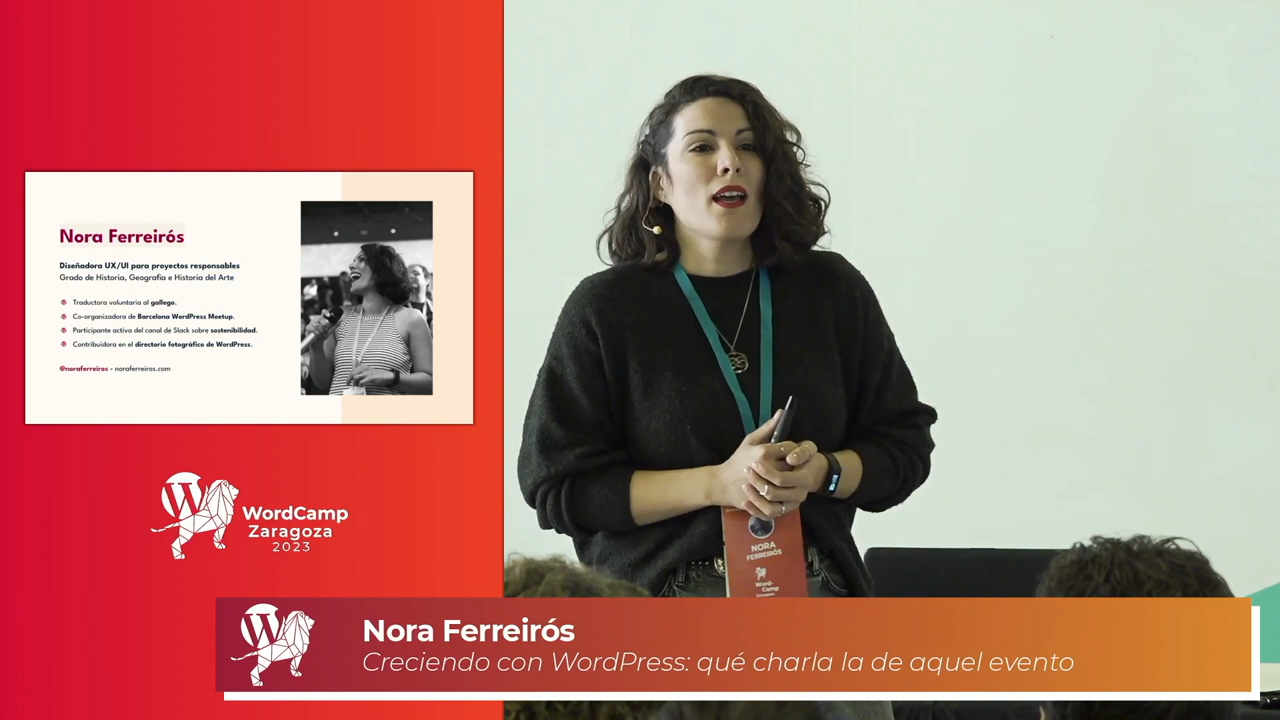 Nora Ferreirós
Diseñadora UX/UI para proyectos responsables
Grado de Historia, Geografía e Historia del Arte
Traductora voluntaria al gallego.
Co-organizadora de Barcelona WordPress Meetup.
Participante activa del canal de Slack sobre sostenibilidad.
Contribuidora en el directorio fotográfico de WordPress.
@noraferreiros - noraferreiros.com
WordCamp
Zaragoza
2023
NORA
FERREIRÓS
Word-
Camp
Zaragoza
Nora Ferreirós
Creciendo con WordPress: qué charla la de aquel evento